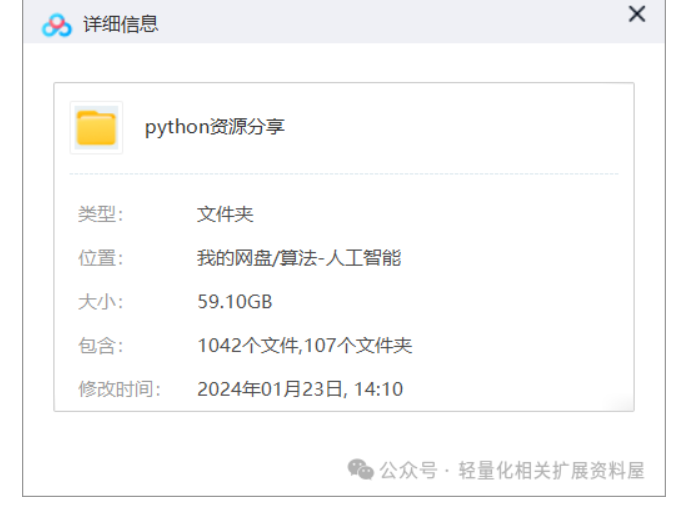 详细信息
python资源分享
类型: 文件夹
位置: 我的网盘/算法-人工智能
大小: 59.10GB
包含: 1042个文件,107个文件夹
修改时间: 2024年01月23日, 14:10
公众号 · 轻量化相关扩展资料屋